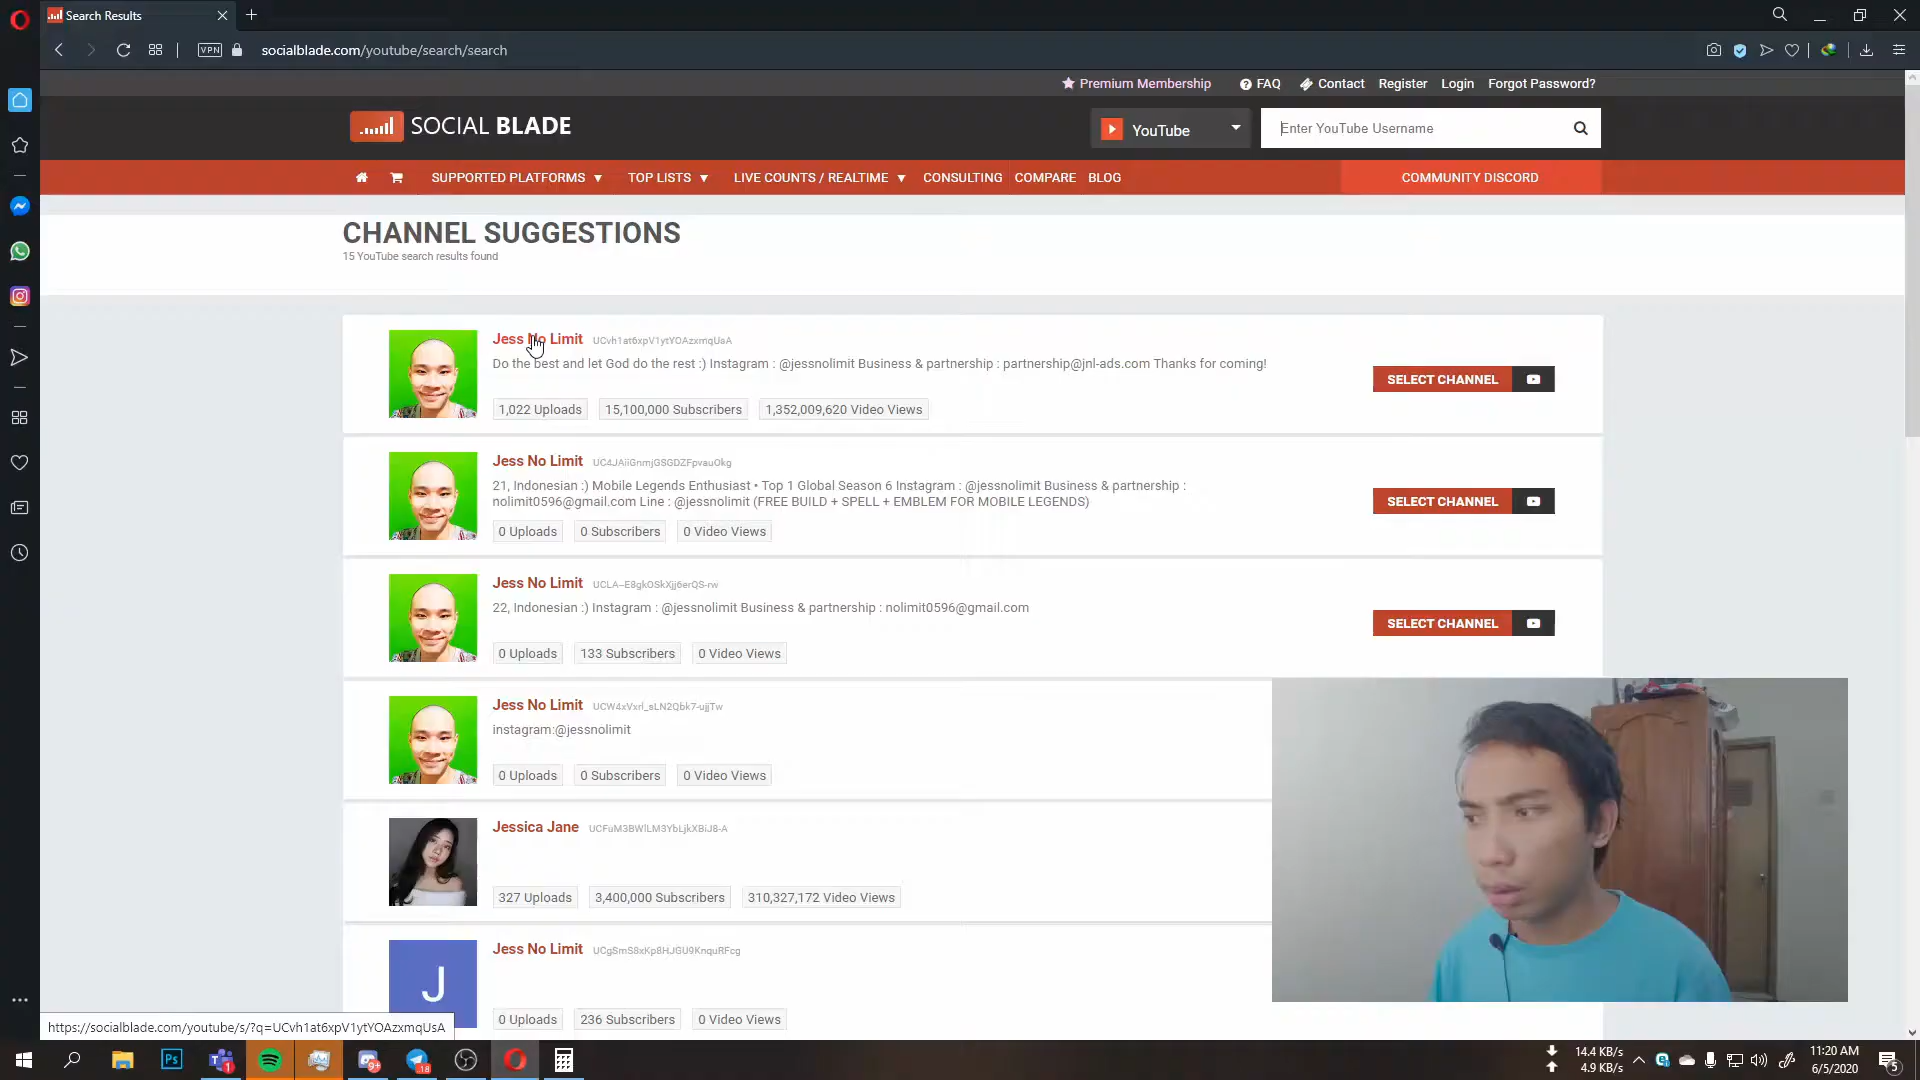 Search Results
VPN
socialblade.com/youtube/search/search
Premium Membership
FAQ
Contact
Register
Login
Forgot Password?
SOCIAL BLADE
YouTube
Enter YouTube Username
SUPPORTED PLATFORMS
TOP LISTS
LIVE COUNTS / REALTIME
CONSULTING
COMPARE
BLOG
COMMUNITY DISCORD
CHANNEL SUGGESTIONS
15 YouTube search results found
Jess No Limit
Do the best and let God do the rest :) Instagram : @jessnolimit Business & partnership : partnership@jnl-ads.com Thanks for coming!
1,022 Uploads
15,100,000 Subscribers
1,352,009,620 Video Views
SELECT CHANNEL
Jess No Limit
21, Indonesian :) Mobile Legends Enthusiast • Top 1 Global Season 6 Instagram : @jessnolimit Business & partnership :
nolimit0596@gmail.com Line : @jessnolimit (FREE BUILD + SPELL + EMBLEM FOR MOBILE LEGENDS)
0 Uploads
0 Subscribers
0 Video Views
SELECT CHANNEL
Jess No Limit
22, Indonesian :) Instagram : @jessnolimit Business & partnership : nolimit0596@gmail.com
0 Uploads
133 Subscribers
0 Video Views
SELECT CHANNEL
Jess No Limit
instagram:@jessnolimit
0 Uploads
0 Subscribers
0 Video Views
Jessica Jane
327 Uploads
3,400,000 Subscribers
310,327,172 Video Views
J
Jess No Limit
0 Uploads
236 Subscribers
0 Video Views
https://socialblade.com/youtube/s/?q=UCvh1at6xpV1ytYOAzxmqUsA
Ps
14.4 KB/s
4.9 KB/s
11:20 AM
6/5/2020
5